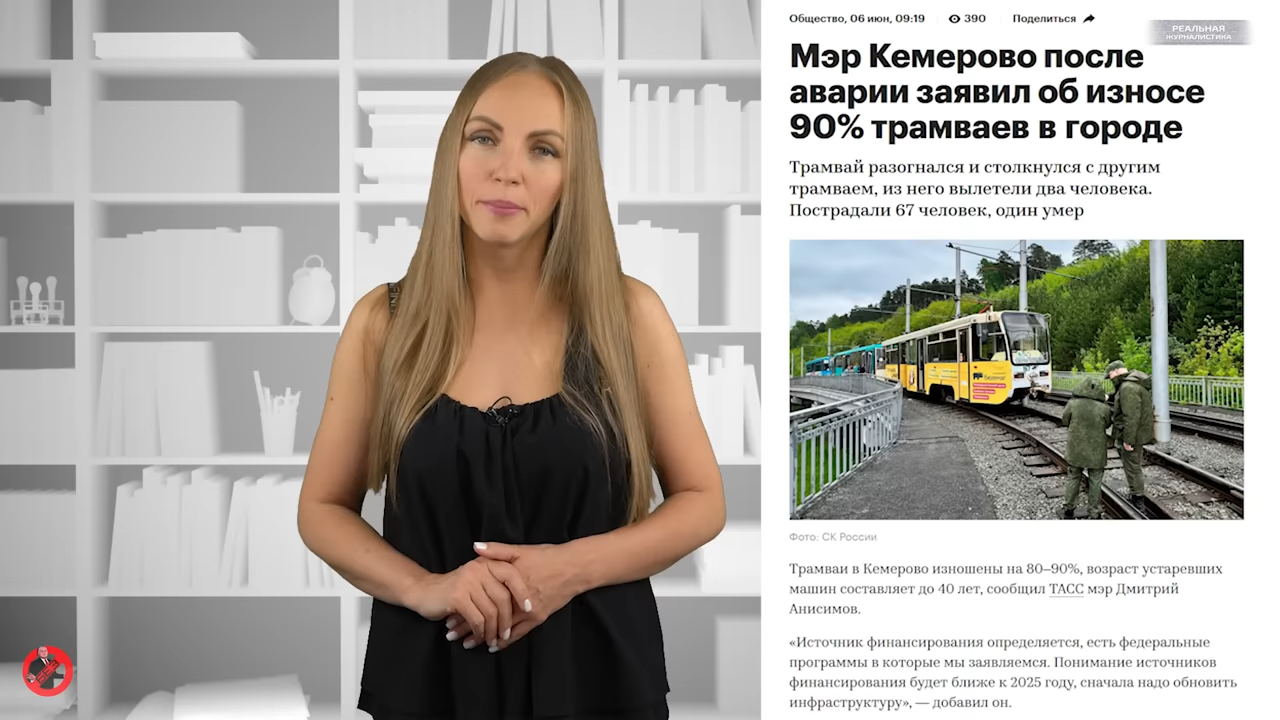 Общество, 06 июн, 09:19
390
Поделиться
РЕАЛЬНАЯ
ЖУРНАЛИСТИКА
Мэр Кемерово после
аварии заявил об износе
90% трамваев в городе
Трамвай разогнался и столкнулся с другим
трамваем, из него вылетели два человека.
Пострадали 67 человек, один умер
Фото: СК России
Трамваи в Кемерово изношены на 80–90%, возраст устаревших
машин составляет до 40 лет, сообщил ТАСС мэр Дмитрий
Анисимов.
«Источник финансирования определяется, есть федеральные
программы в которые мы заявляемся. Понимание источников
финансирования будет ближе к 2025 году, сначала надо обновить
инфраструктуру», — добавил он.